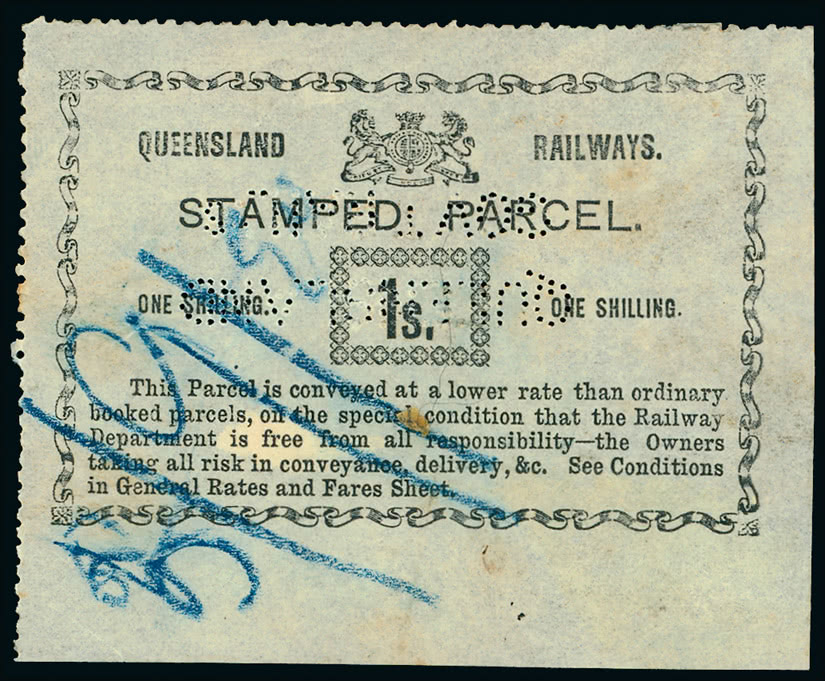 QUEENSLAND RAILWAYS.
STAMPED PARCEL.
ONE SHILLING. 1s. ONE SHILLING.
This Parcel is conveyed at a lower rate than ordinary
booked parcels, on the special condition that the Railway
Department is free from all responsibility—the Owners
taking all risk in conveyance, delivery, &c. See Conditions
in General Rates and Fares Sheet.